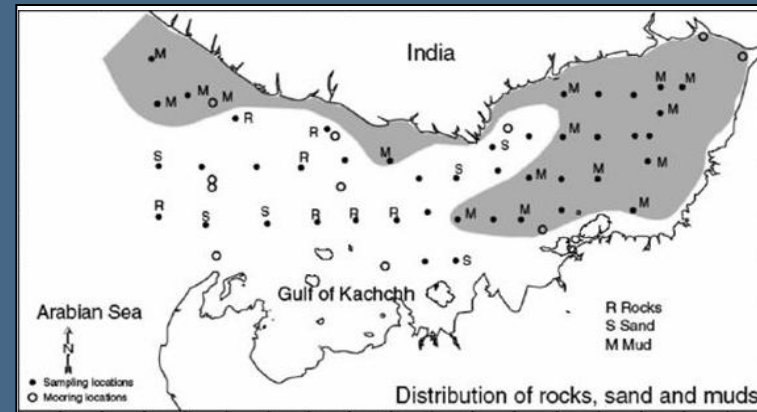 India
M
M M M
M M M
R
R M M
M
S R M S M
S M M
R S S R R R M M M
S
Gulf of Kachchh
Arabian Sea
N
R Rocks
S Sand
M Mud
Sampling locations
Mooring locations
Distribution of rocks, sand and muds